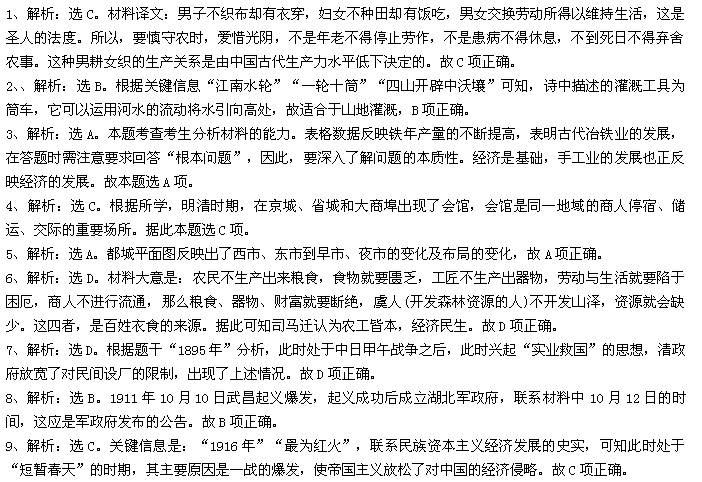 1、解析：选C。材料译文：男子不织布却有衣穿，妇女不种田却有饭吃，男女交换劳动所得以维持生活，这是
圣人的法度。所以，要慎守农时，爱惜光阴，不是年老不得停止劳作，不是患病不得休息，不到死日不得弃舍
农事。这种男耕女织的生产关系是由中国古代生产力水平低下决定的。故C项正确。
2、、解析：选B。根据关键信息“江南水轮”“一轮十筒”“四山开辟中沃壤”可知，诗中描述的灌溉工具为
筒车，它可以运用河水的流动将水引向高处，故适合于山地灌溉，B项正确。
3、解析：选A。本题考查考生分析材料的能力。表格数据反映铁年产量的不断提高，表明古代冶铁业的发展，
在答题时需注意要求回答“根本问题”，因此，要深入了解问题的本质性。经济是基础，手工业的发展也正反
映经济的发展。故本题选A项。
4、解析：选C。根据所学，明清时期，在京城、省城和大商埠出现了会馆，会馆是同一地域的商人停宿、储
运、交际的重要场所。据此本题选C项。
5、解析：选A。都城平面图反映出了西市、东市到早市、夜市的变化及布局的变化，故A项正确。
6、解析：选D。材料大意是：农民不生产出来粮食，食物就要匮乏，工匠不生产出器物，劳动与生活就要陷于
困厄，商人不进行流通，那么粮食、器物、财富就要断绝，虞人(开发森林资源的人)不开发山泽，资源就会缺
少。这四者，是百姓衣食的来源。据此可知司马迁认为农工皆本，经济民生。故D项正确。
7、解析：选D。根据题干“1895年”分析，此时处于中日甲午战争之后，此时兴起“实业救国”的思想，清政
府放宽了对民间设厂的限制，出现了上述情况。故D项正确。
8、解析：选B。1911年10月10日武昌起义爆发，起义成功后成立湖北军政府，联系材料中10月12日的时
间，这应是军政府发布的公告。故B项正确。
9、解析：选C。关键信息是：“1916年”“最为红火”，联系民族资本主义经济发展的史实，可知此时处于
“短暂春天”的时期，其主要原因是一战的爆发，使帝国主义放松了对中国的经济侵略。故C项正确。